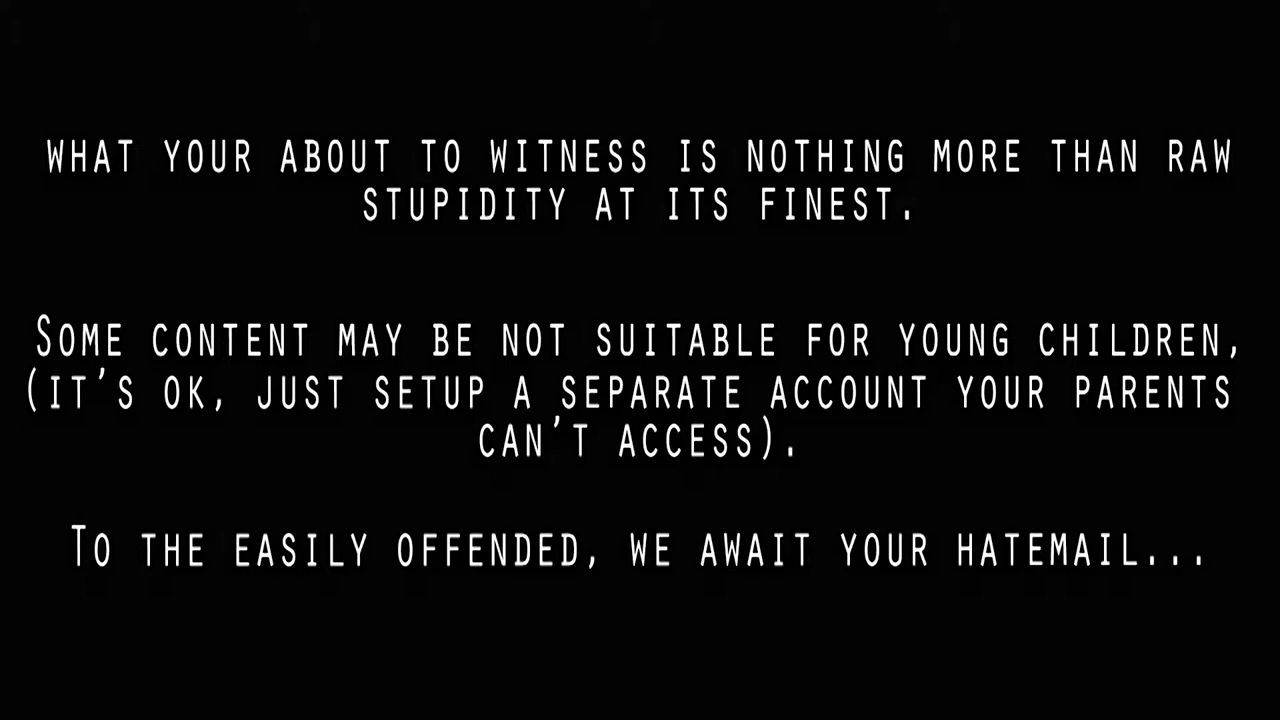 WHAT YOUR ABOUT TO WITNESS IS NOTHING MORE THAN RAW
STUPIDITY AT ITS FINEST.
SOME CONTENT MAY BE NOT SUITABLE FOR YOUNG CHILDREN,
(IT'S OK, JUST SETUP A SEPARATE ACCOUNT YOUR PARENTS
CAN'T ACCESS).
TO THE EASILY OFFENDED, WE AWAIT YOUR HATEMAIL...